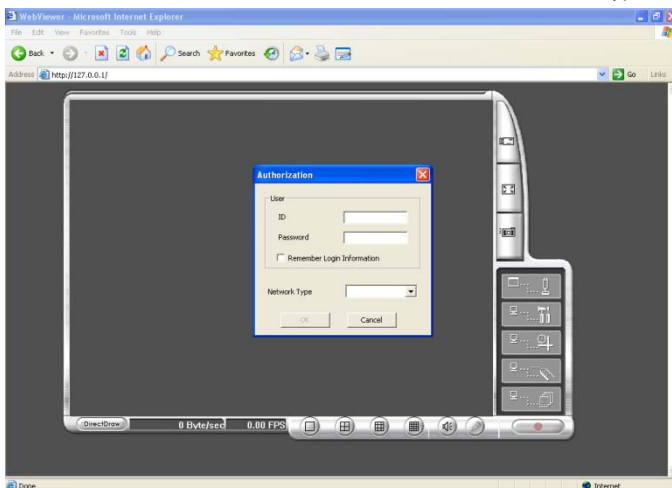 WebViewer - Microsoft Internet Explorer
File Edit View Favorites Tools Help
Back Search Favorites
Address http://127.0.0.1/ Go Links
Authorization
User
ID
Password
Remember Login Information
Network Type
OK Cancel
DirectDraw 0 Byte/sec 0.00 FPS
Done Internet